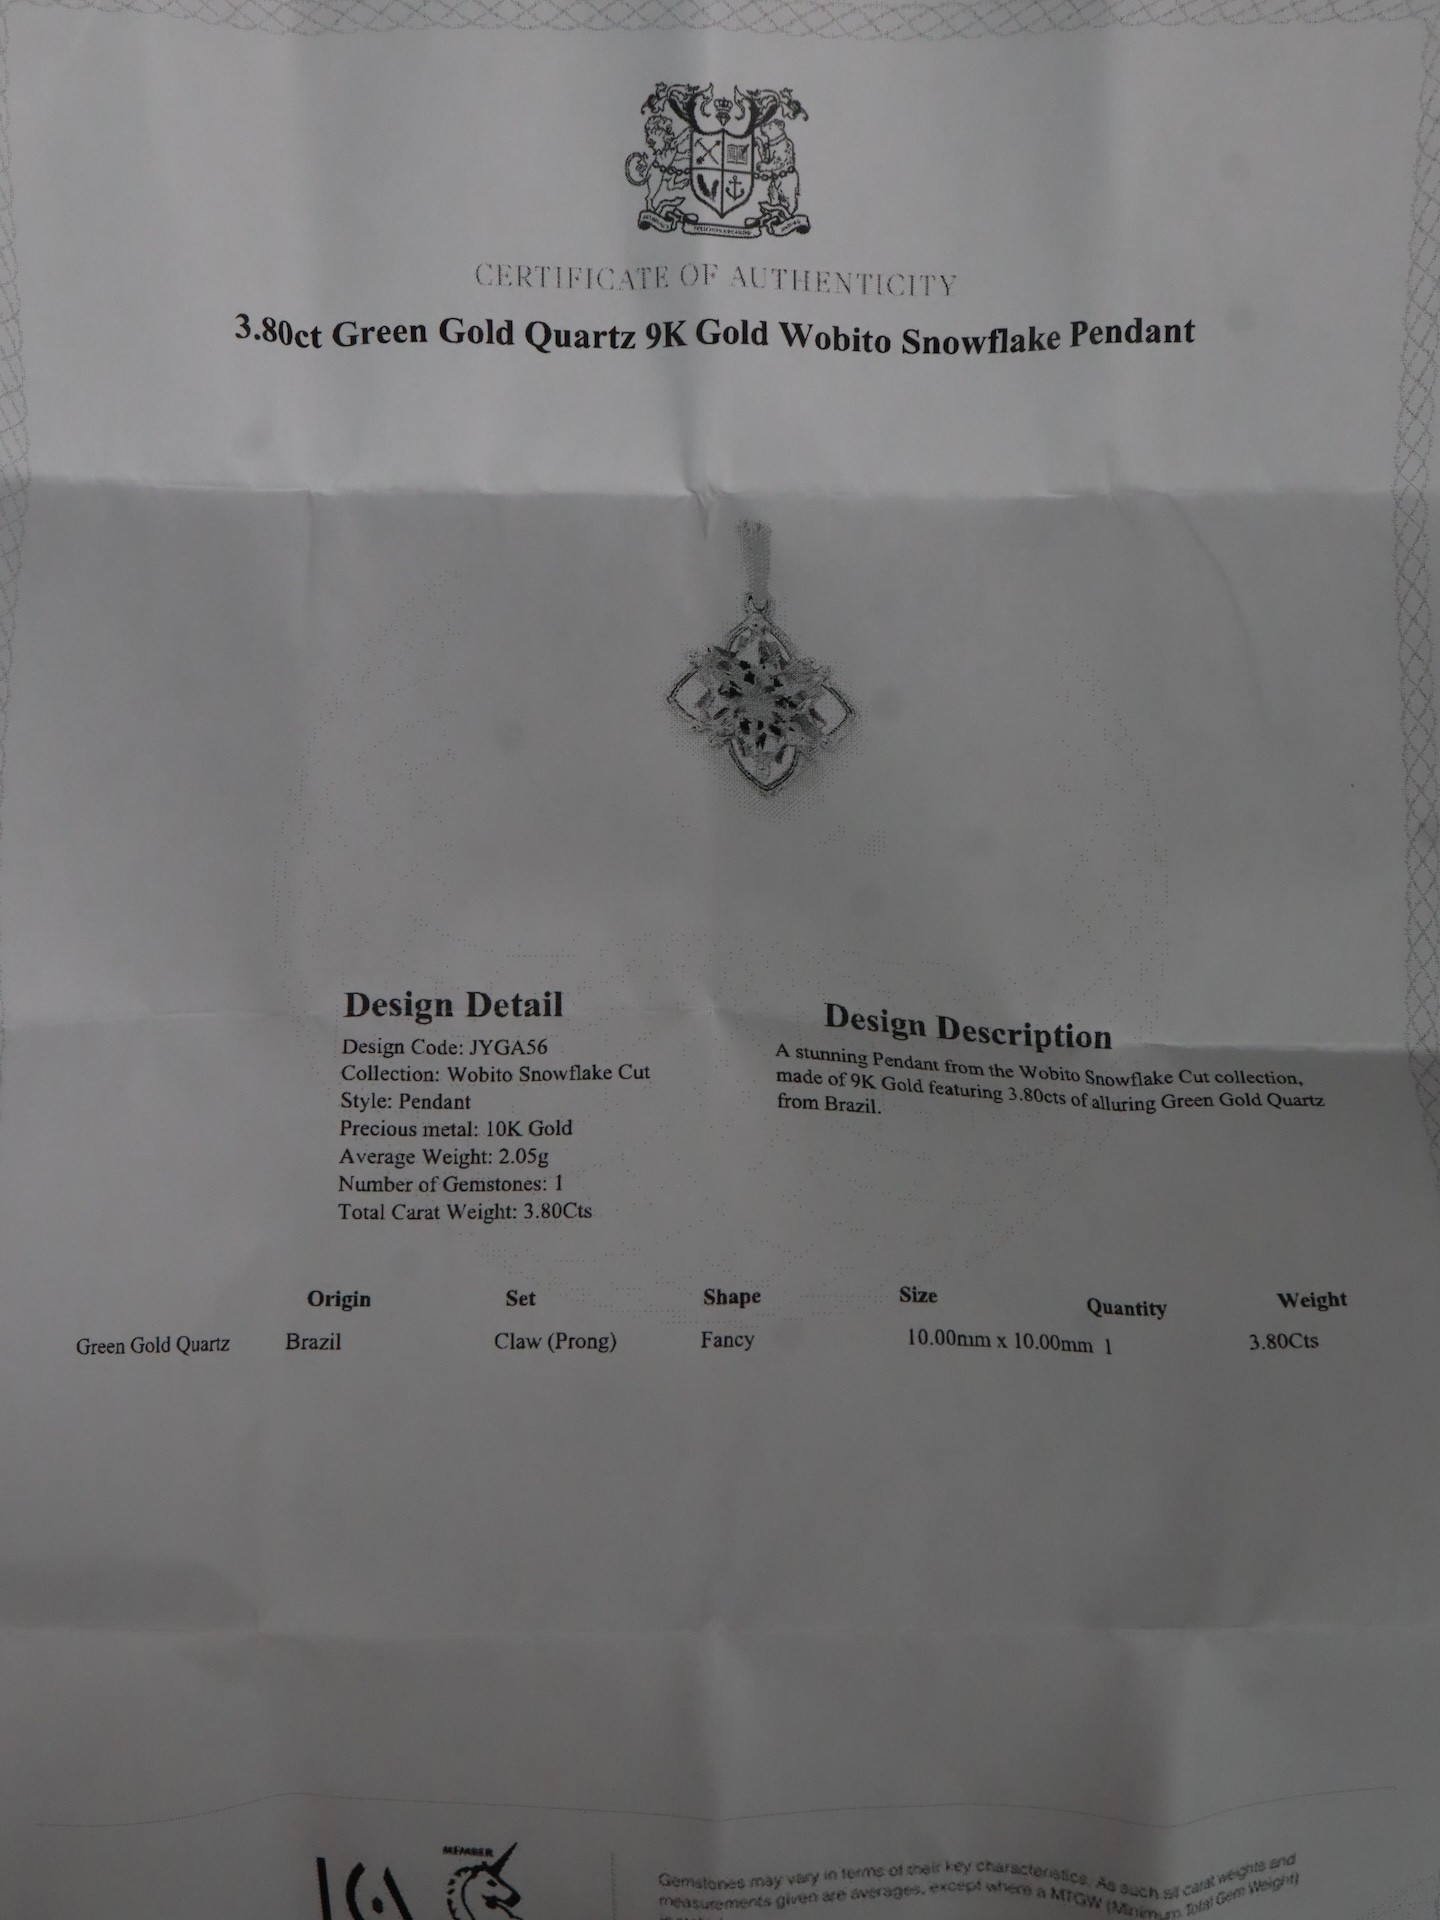 CERTIFICATE OF AUTHENTICITY
3.80ct Green Gold Quartz 9K Gold Wobito Snowflake Pendant
Design Detail
Design Code: JYGA56
Collection: Wobito Snowflake Cut
Style: Pendant
Precious metal: 10K Gold
Average Weight: 2.05g
Number of Gemstones: 1
Total Carat Weight: 3.80Cts
Design Description
A stunning Pendant from the Wobito Snowflake Cut collection,
made of 9K Gold featuring 3.80cts of alluring Green Gold Quartz
from Brazil.
Origin Set Shape Size Quantity Weight
Green Gold Quartz Brazil Claw (Prong) Fancy 10.00mm x 10.00mm 1 3.80Cts
MEMBER
Gemstones may vary in terms of their key characteristics. As such all carat weights and
measurements given are averages, except where a MTGW (Minimum Total Gem Weight)